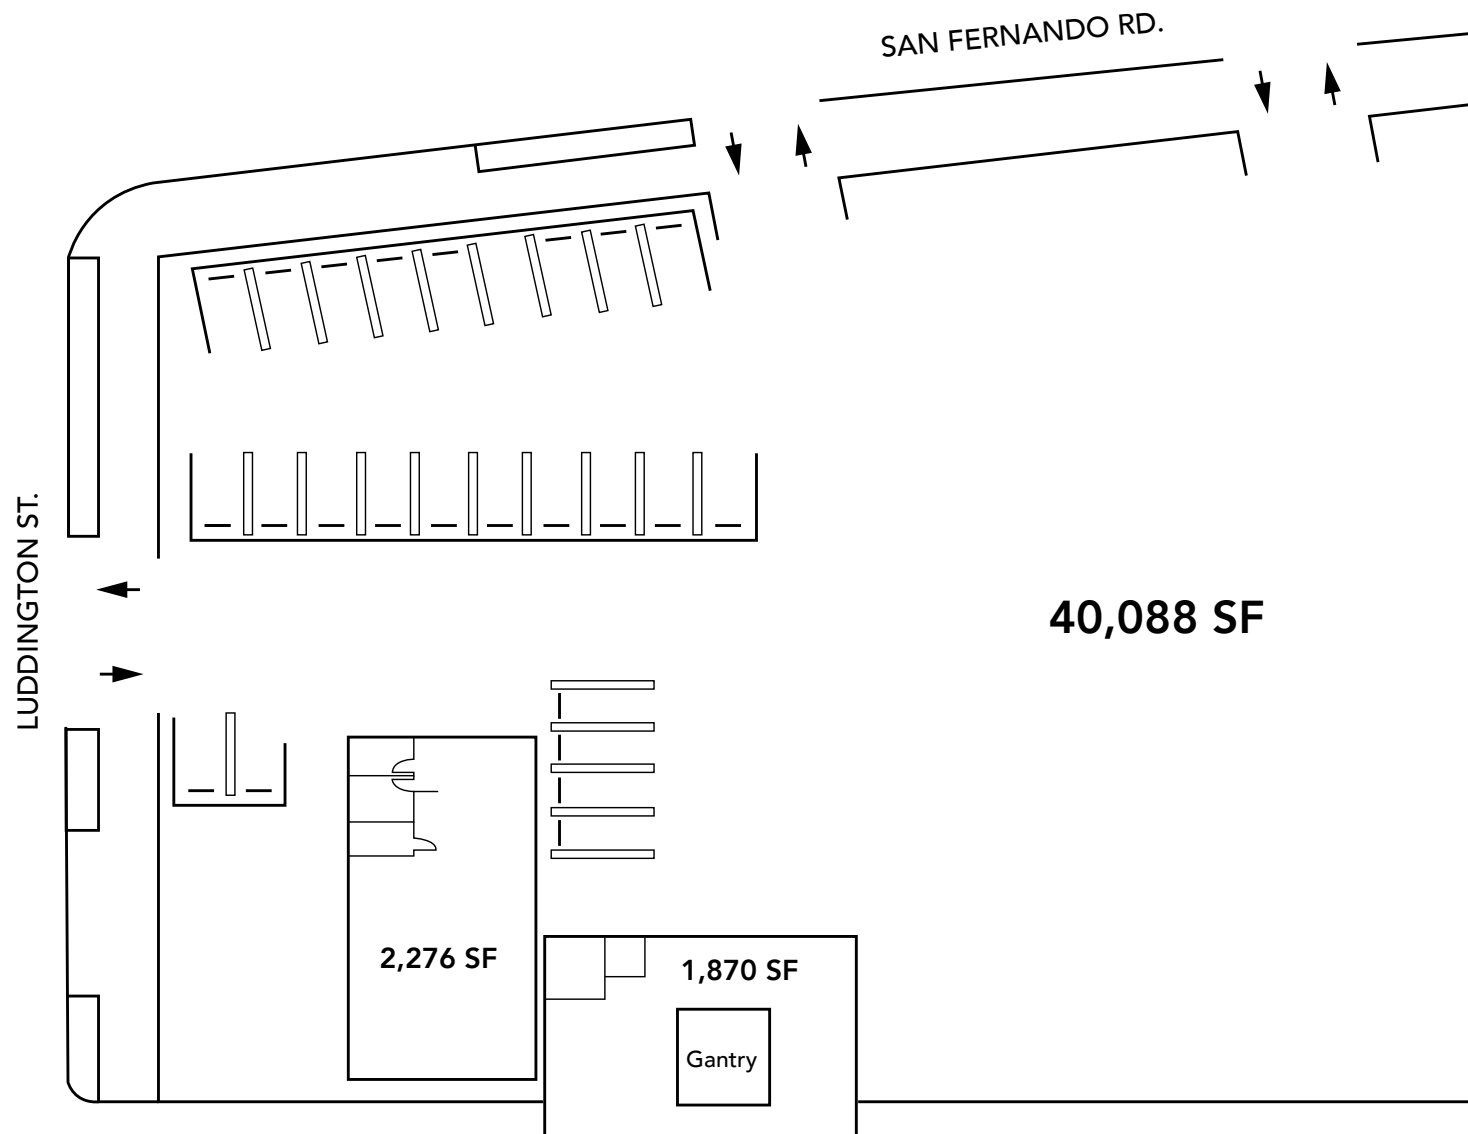 SAN FERNANDO RD.
LUDDINGTON ST.
40,088 SF
2,276 SF
1,870 SF
Gantry